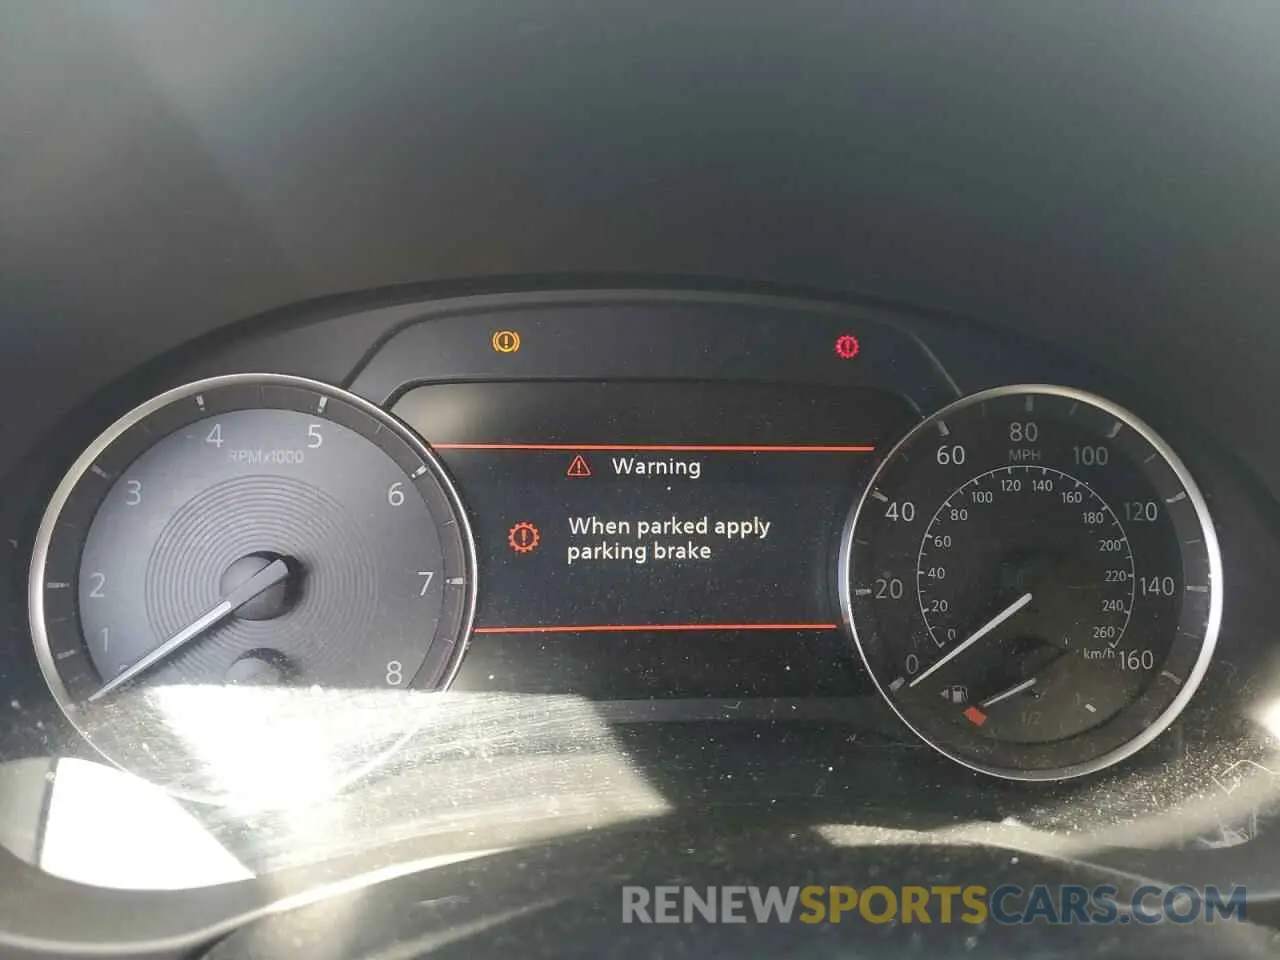 4 5
RPMx1000
3 6
2 7
1 8
Warning
When parked apply
parking brake
80
MPH
60 100
40 120
20 140
0 160
120 140
100 160
80 180
60 200
40 220
20 240
0 260
km/h
1/2 1
RENEWSPORTSCARS.COM